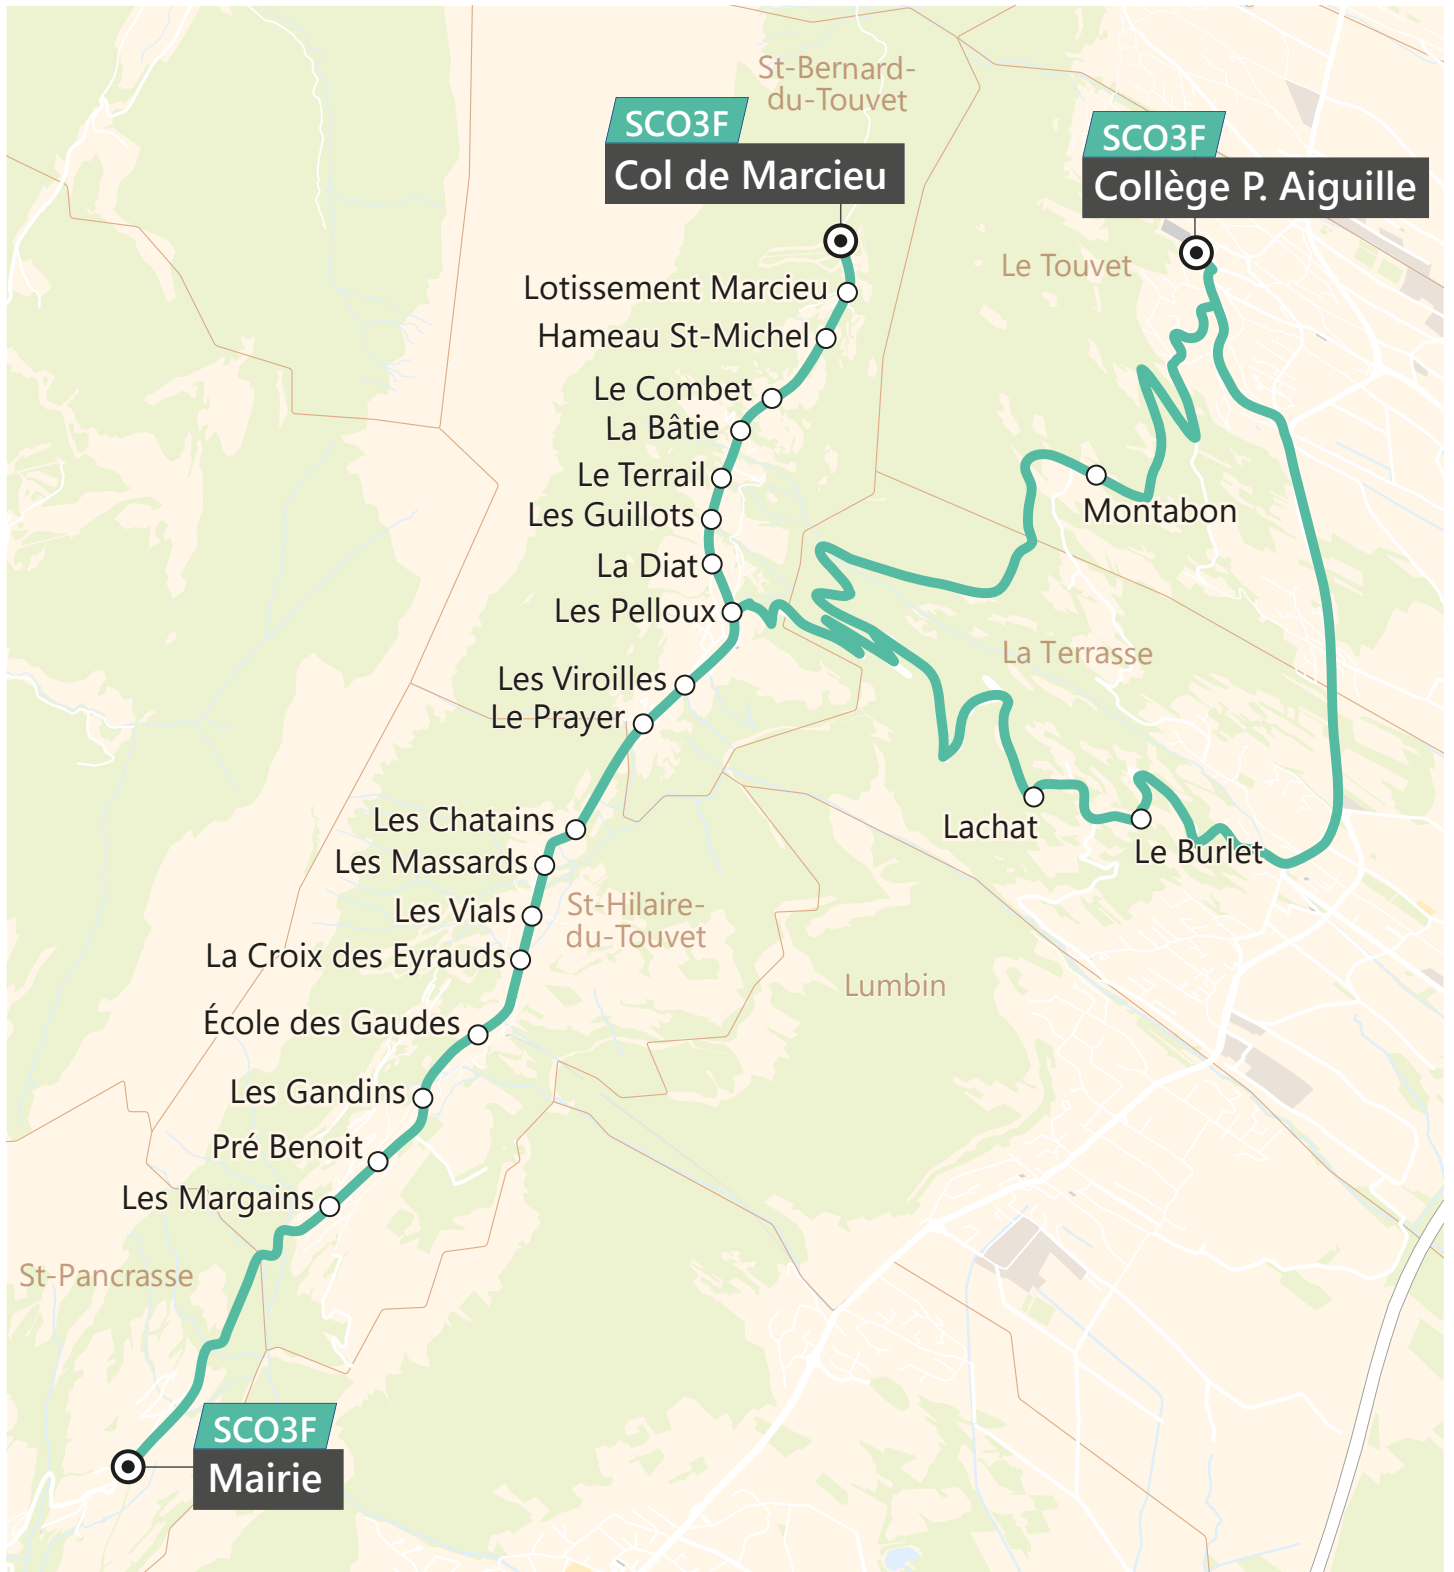 St-Bernard-
du-Touvet
SCO3F
Col de Marcieu
SCO3F
Collège P. Aiguille
Le Touvet
Lotissement Marcieu
Hameau St-Michel
Le Combet
La Bâtie
Le Terrail
Les Guillots
Montabon
La Diat
Les Pelloux
La Terrasse
Les Viroilles
Le Prayer
Les Chatains
Lachat
Le Burlet
Les Massards
Les Vials
St-Hilaire-
du-Touvet
La Croix des Eyrauds
Lumbin
École des Gaudes
Les Gandins
Pré Benoit
Les Margains
St-Pancrasse
SCO3F
Mairie